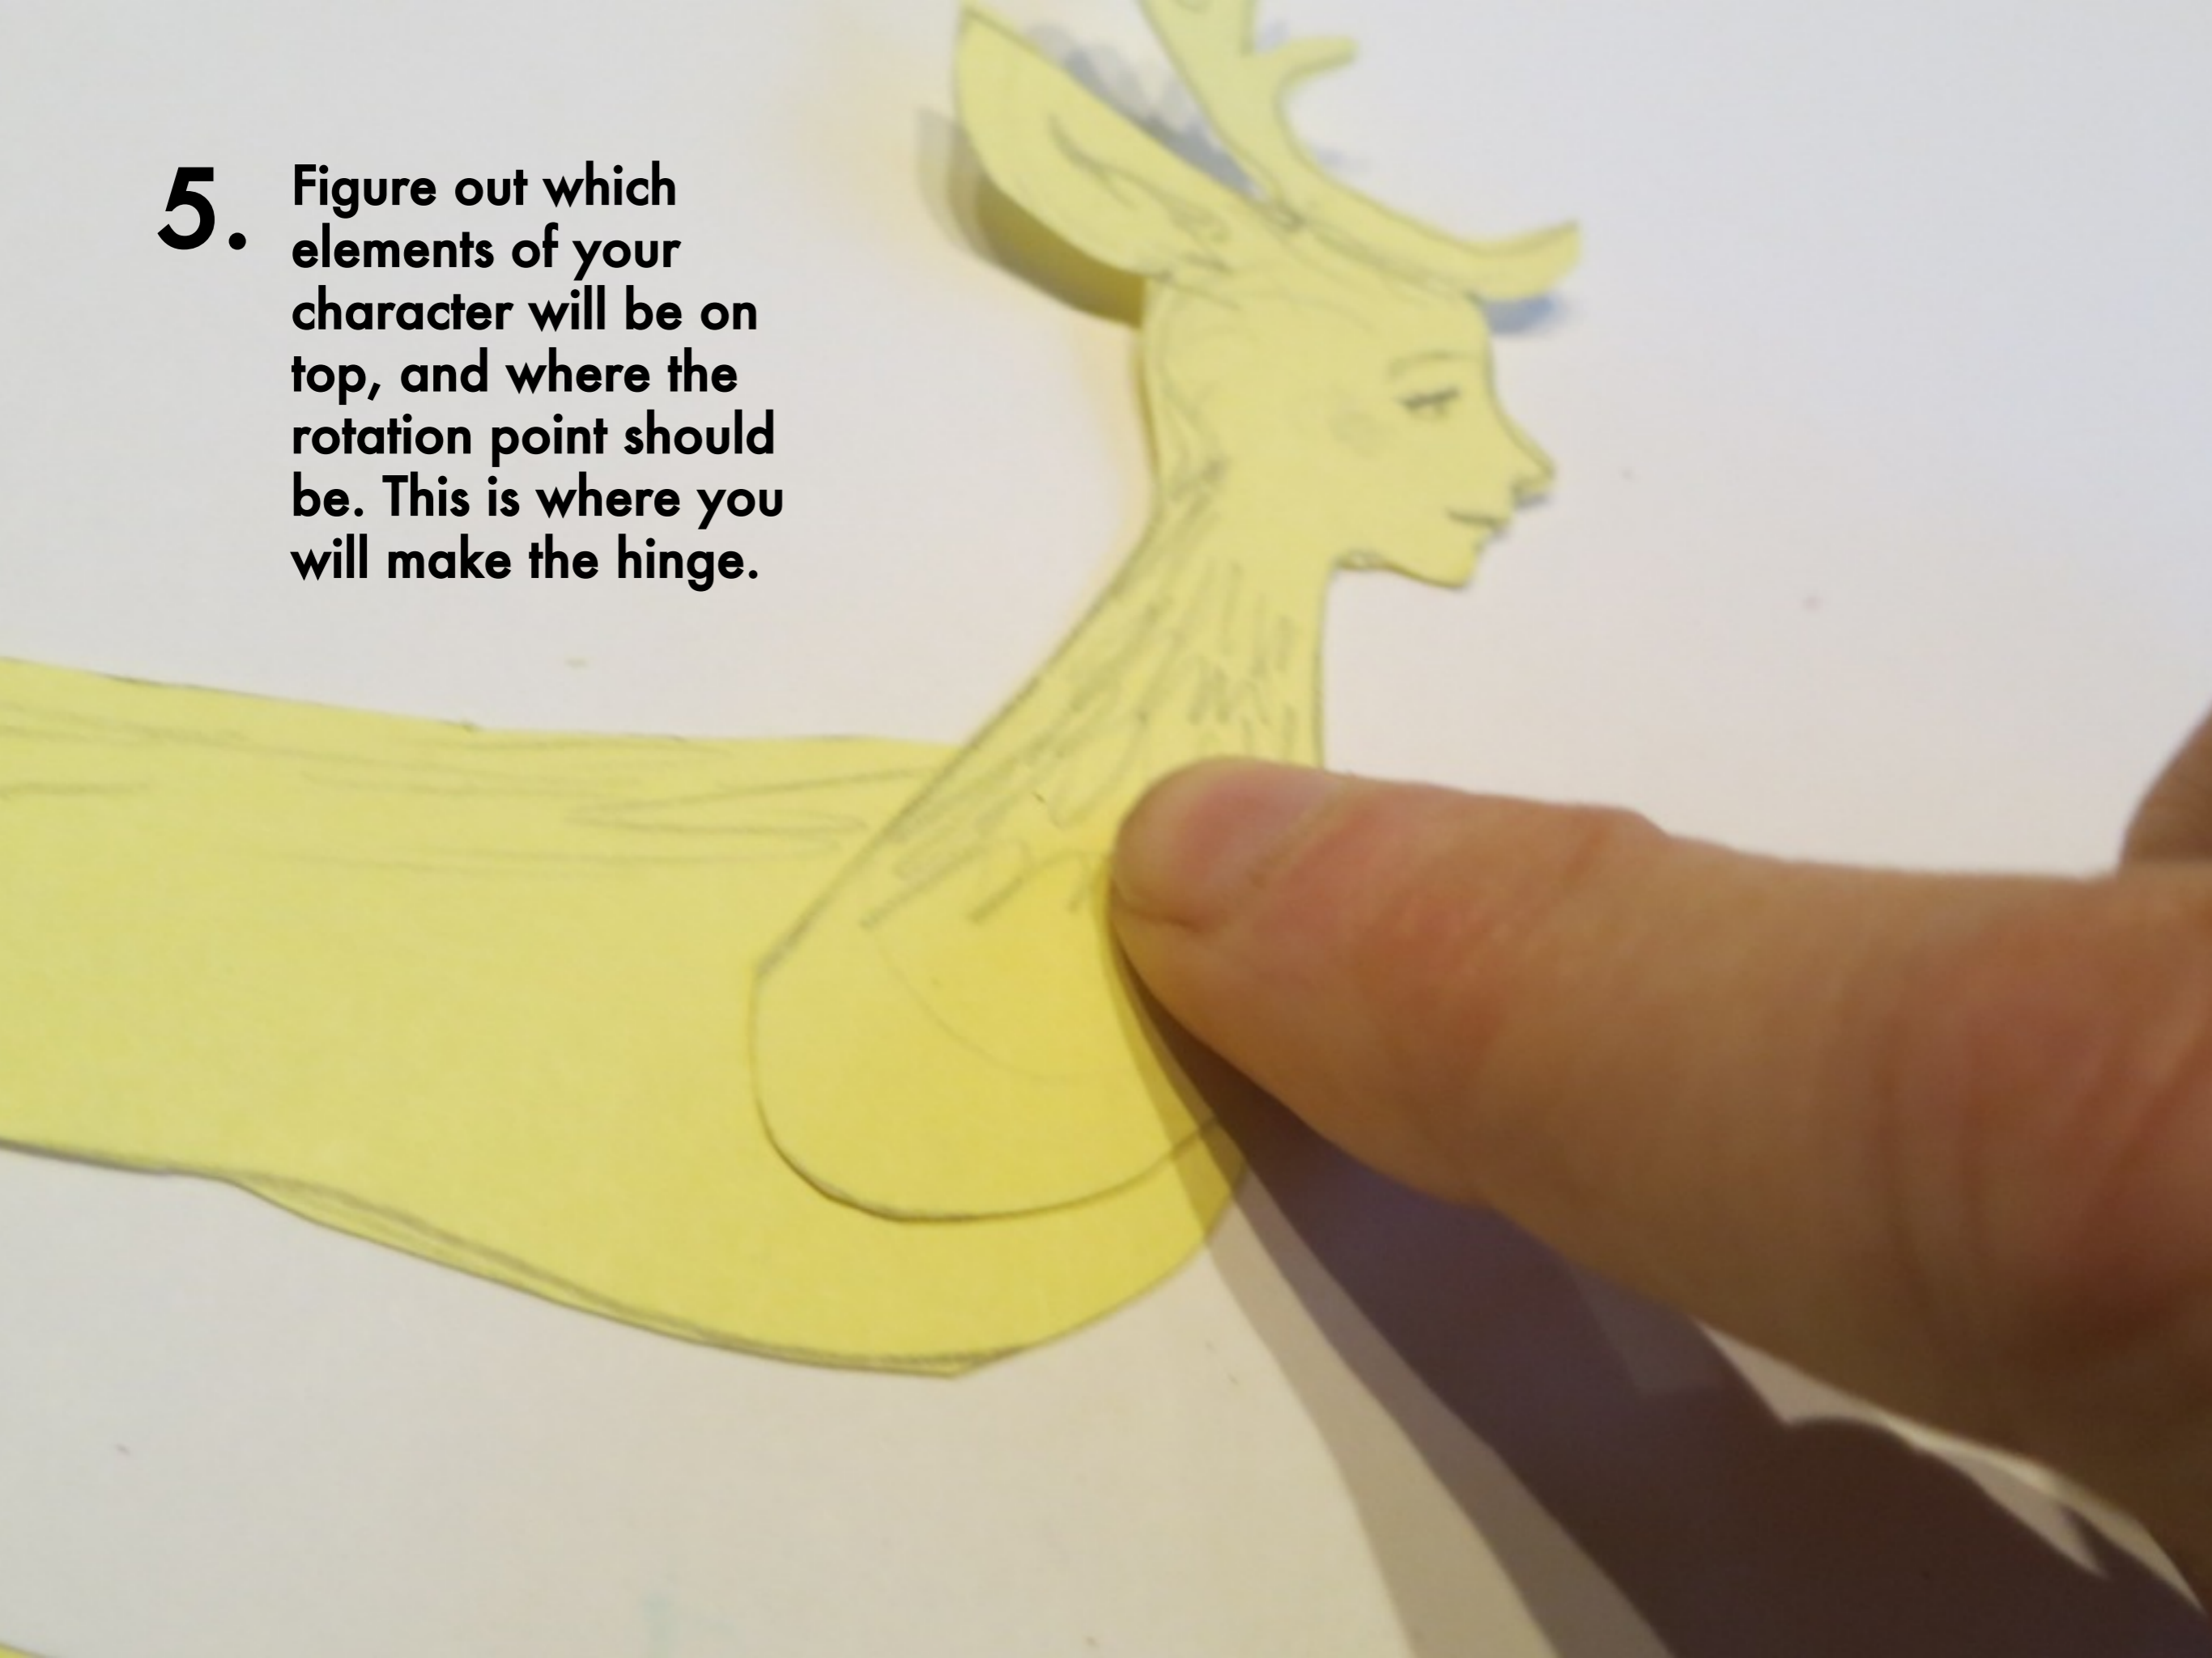 5. Figure out which
elements of your
character will be on
top, and where the
rotation point should
be. This is where you
will make the hinge.